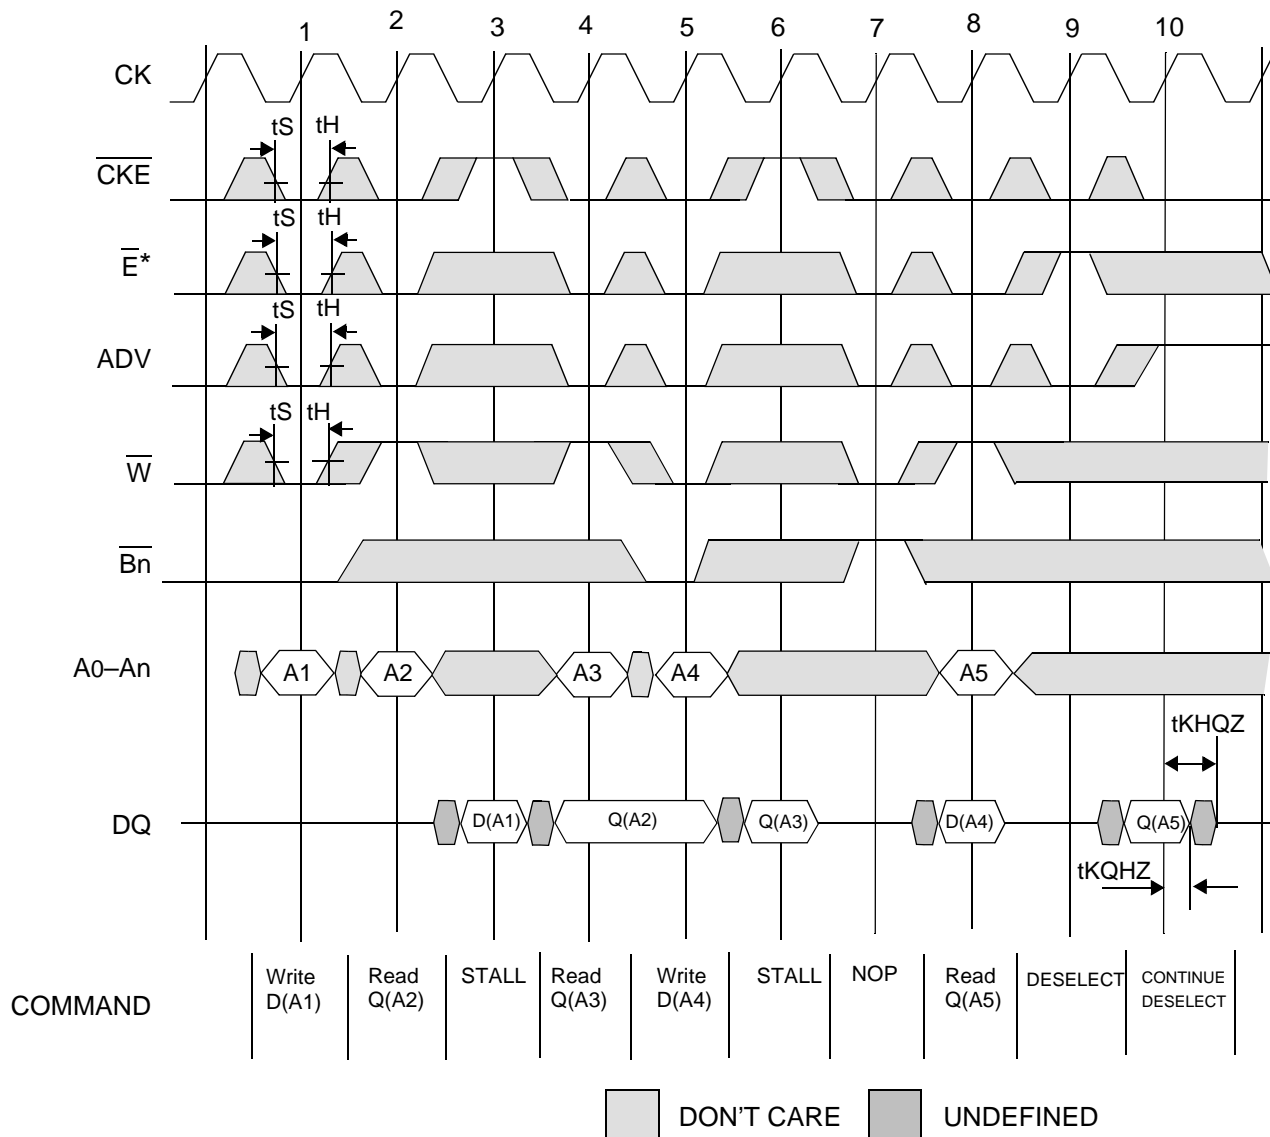 1 2 3 4 5 6 7 8 9 10
CK
tS tH
CKE
tS tH
E*
tS tH
ADV
tS tH
W
Bn
A0–An A1 A2 A3 A4 A5
tKHQZ
DQ D(A1) Q(A2) Q(A3) D(A4) Q(A5)
tKQHZ
COMMAND
Write
D(A1)
Read
Q(A2)
STALL
Read
Q(A3)
Write
D(A4)
STALL
NOP
Read
Q(A5)
DESELECT
CONTINUE
DESELECT
DON'T CARE
UNDEFINED